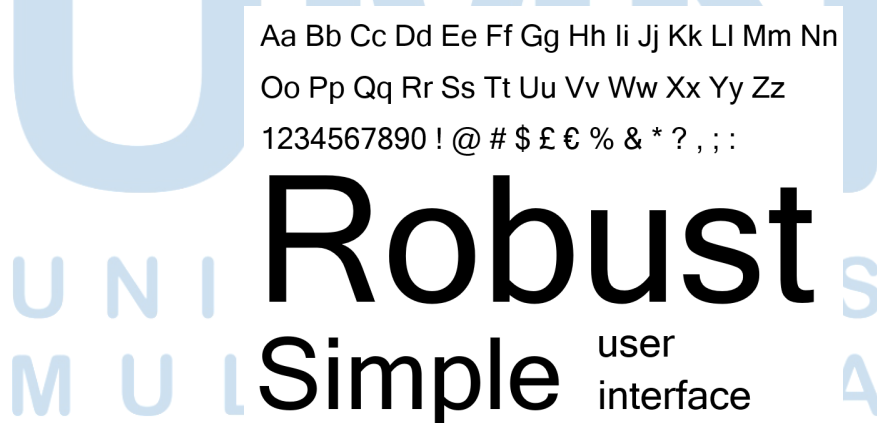 Aa Bb Cc Dd Ee Ff Gg Hh Ii Jj Kk Ll Mm Nn
Oo Pp Qq Rr Ss Tt Uu Vv Ww Xx Yy Zz
1234567890 ! @ # $ £ € % & * ? , ; :
Robust
Simple
user
interface